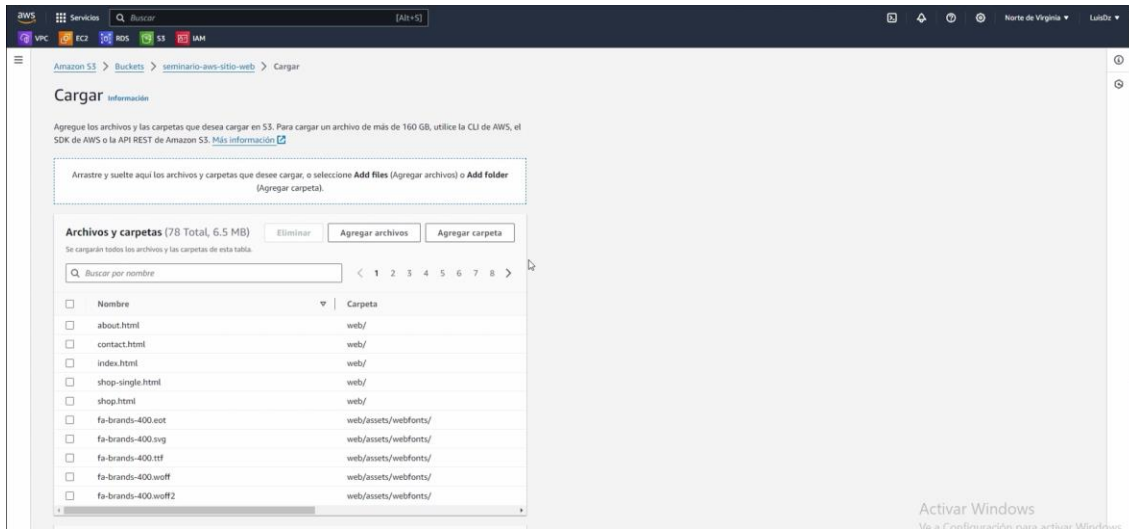 aws Servicios Buscar [Alt+S] Norte de Virginia LuisDz
VPC EC2 RDS S3 IAM
Amazon S3 > Buckets > seminario-aws-sitio-web > Cargar
Cargar Información
Agregue los archivos y las carpetas que desea cargar en S3. Para cargar un archivo de más de 160 GB, utilice la CLI de AWS, el
SDK de AWS o la API REST de Amazon S3. Más información
Arrastre y suelte aquí los archivos y carpetas que desee cargar, o seleccione Add files (Agregar archivos) o Add folder
(Agregar carpeta).
Archivos y carpetas (78 Total, 6.5 MB) Eliminar Agregar archivos Agregar carpeta
Se cargarán todos los archivos y las carpetas de esta tabla.
Buscar por nombre < 1 2 3 4 5 6 7 8 >
Nombre Carpeta
about.html web/
contact.html web/
index.html web/
shop-single.html web/
shop.html web/
fa-brands-400.eot web/assets/webfonts/
fa-brands-400.svg web/assets/webfonts/
fa-brands-400.ttf web/assets/webfonts/
fa-brands-400.woff web/assets/webfonts/
fa-brands-400.woff2 web/assets/webfonts/
Activar Windows
Ve a Configuración para activar Windows